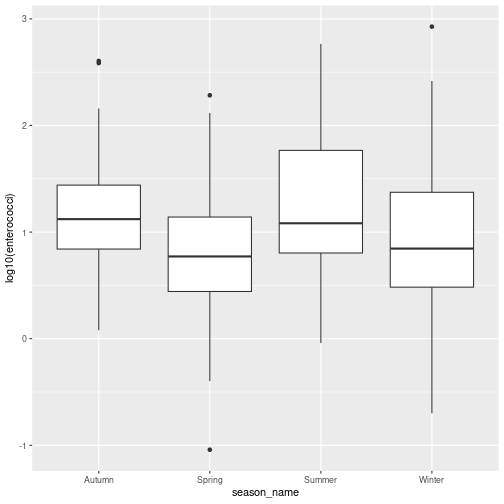 3
2
1
0
-1
log10(enterococci)
Autumn
Spring
Summer
Winter
season_name